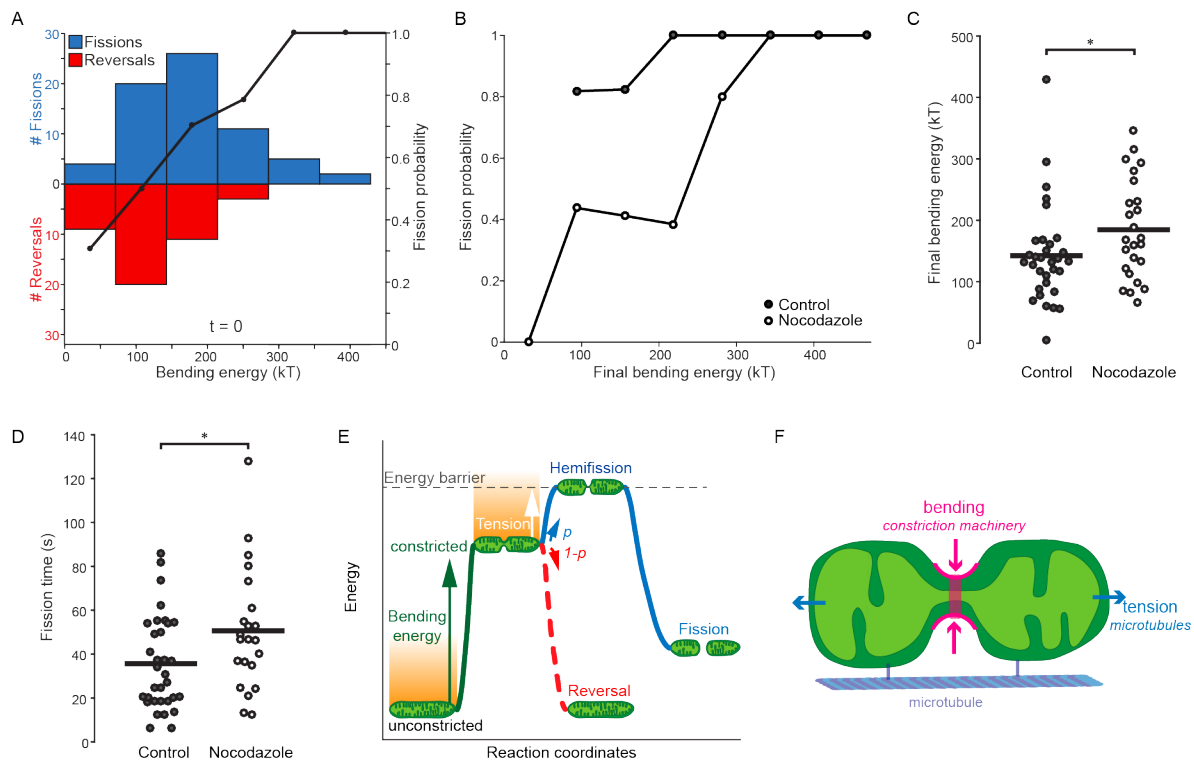 A
30
20
10
0
10
20
30
# Fissions
# Reversals
Fissions
Reversals
t = 0
0
100
200
300
400
Bending energy (kT)
1.0
0.8
0.6
0.4
0.2
0
Fission probability
B
1
0.8
0.6
0.4
0.2
0
Fission probability
Control
Nocodazole
0
100
200
300
400
Final bending energy (kT)
C
500
400
300
200
100
0
Final bending energy (kT)
*
Control
Nocodazole
D
140
120
100
80
60
40
20
0
Fission time (s)
*
Control
Nocodazole
E
Energy
Energy barrier
Hemifission
Tension
p
1-p
constricted
Bending
energy
Fission
Reversal
unconstricted
Reaction coordinates
F
bending
constriction machinery
tension
microtubules
microtubule